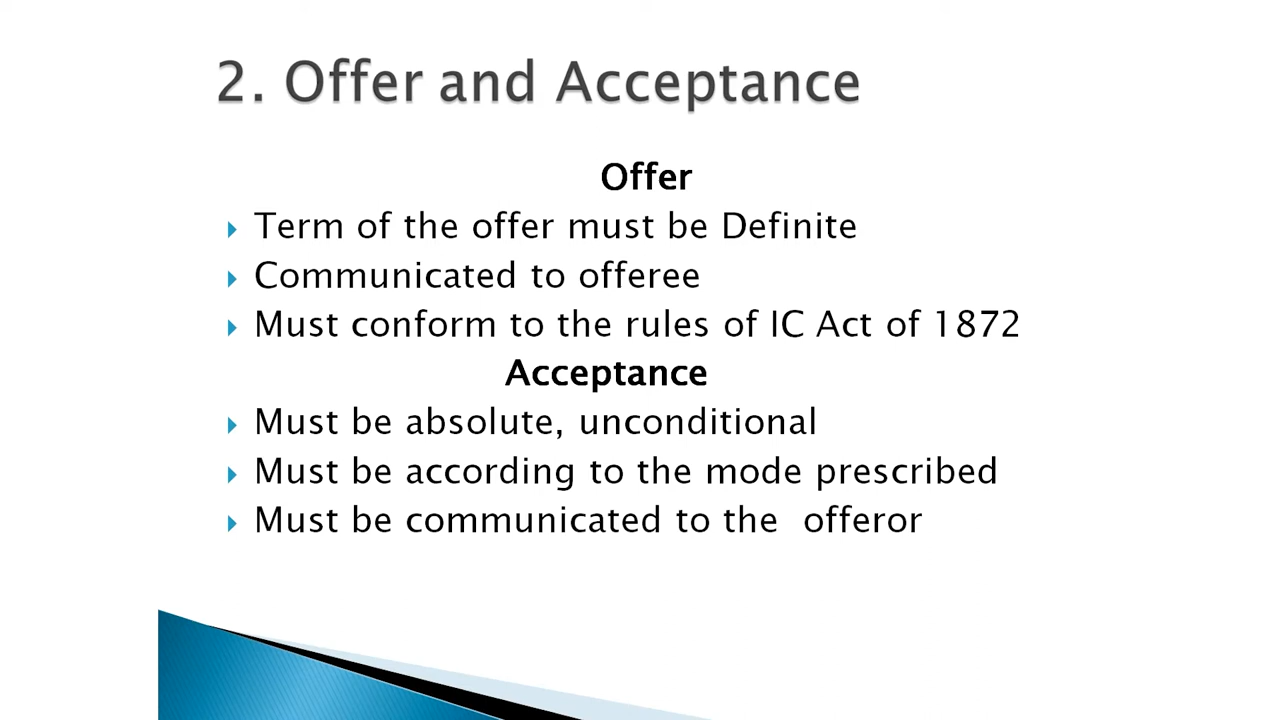 2. Offer and Acceptance
Offer
Term of the offer must be Definite
Communicated to offeree
Must conform to the rules of IC Act of 1872
Acceptance
Must be absolute, unconditional
Must be according to the mode prescribed
Must be communicated to the offeror